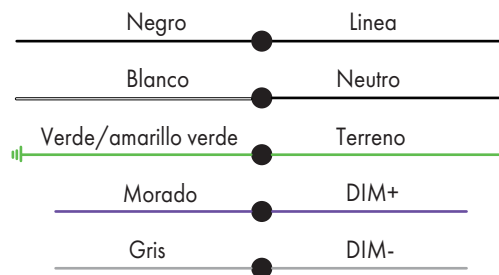 Negro Linea
Blanco Neutro
Verde/amarillo verde Terreno
Morado DIM+
Gris DIM-